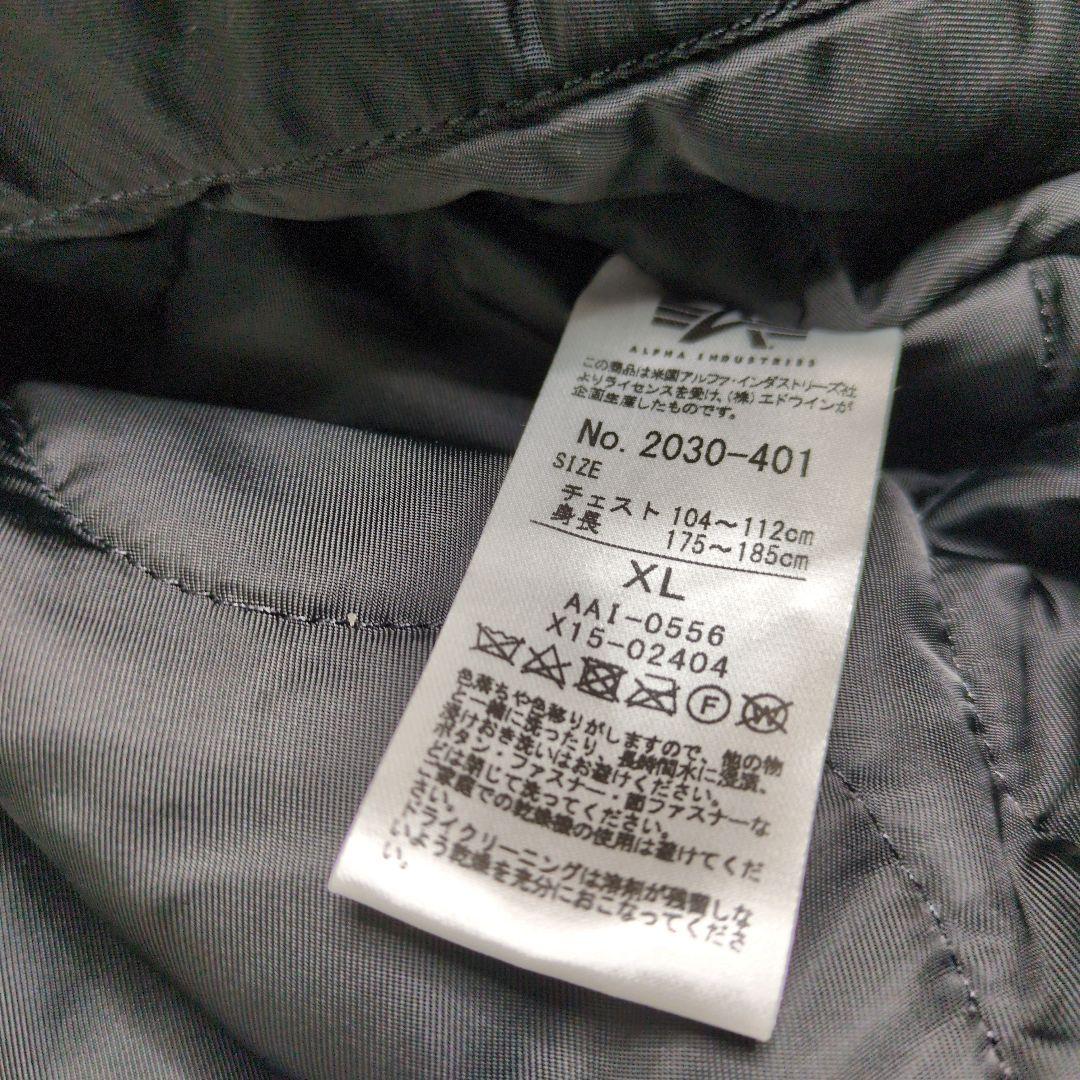 ALPHA INDUSTRIES
この商品は米国アルファ・インダストリーズ社
よりライセンスを受け、(株)エドウインが
企画生産したものです。
No. 2030-401
SIZE
チェスト 104～112cm
身長 175～185cm
XL
AAI-0556
X15-02404
F W
色落ちや色移りがしますので、他の物
と一緒に洗ったり、長時間水に浸漬、
浸けおき洗いはお避けください。
ボタン・ファスナー・面ファスナーな
どは閉じて洗ってください。
ご家庭での乾燥機の使用は避けてくだ
さい。
ドライクリーニングは溶剤が残留しな
いよう乾燥を充分におこなってくださ
い。